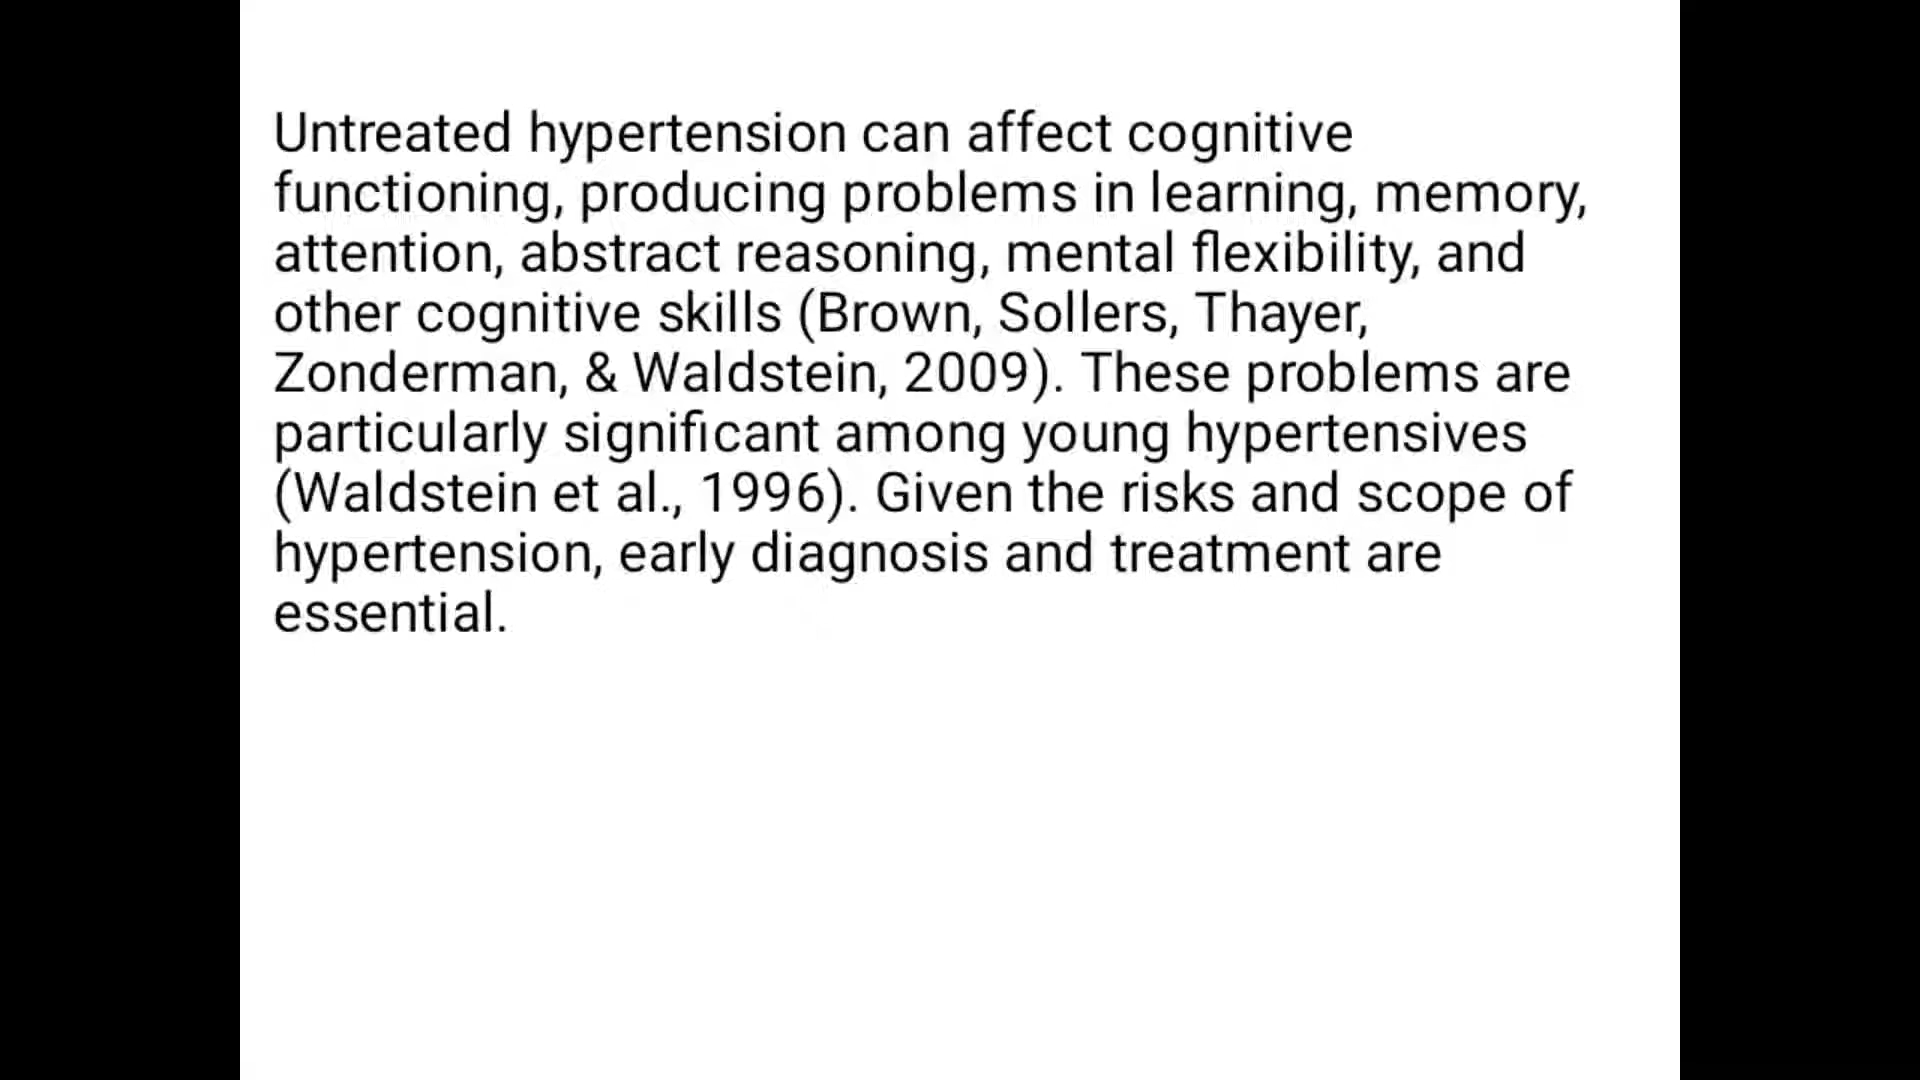 Untreated hypertension can affect cognitive
functioning, producing problems in learning, memory,
attention, abstract reasoning, mental flexibility, and
other cognitive skills (Brown, Sollers, Thayer,
Zonderman, & Waldstein, 2009). These problems are
particularly significant among young hypertensives
(Waldstein et al., 1996). Given the risks and scope of
hypertension, early diagnosis and treatment are
essential.